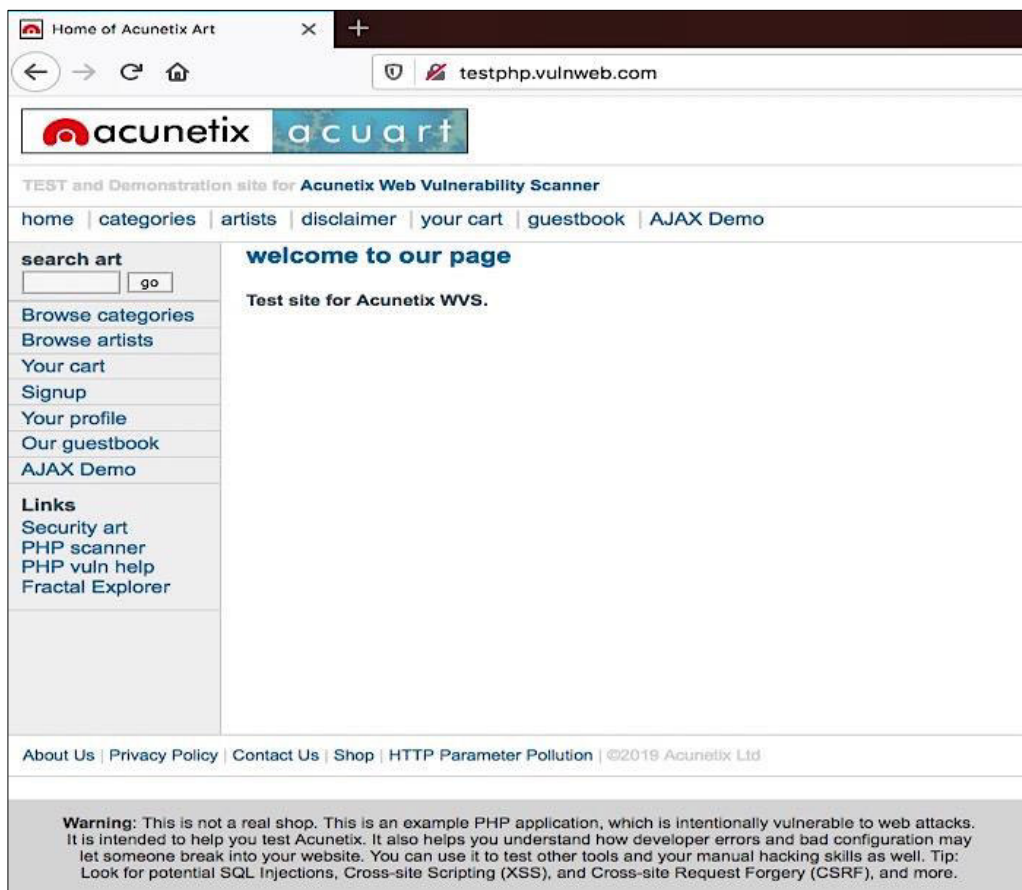 Home of Acunetix Art
testphp.vulnweb.com
acunetix acuart
TEST and Demonstration site for Acunetix Web Vulnerability Scanner
home | categories | artists | disclaimer | your cart | guestbook | AJAX Demo
search art
go
Browse categories
Browse artists
Your cart
Signup
Your profile
Our guestbook
AJAX Demo
Links
Security art
PHP scanner
PHP vuln help
Fractal Explorer
welcome to our page
Test site for Acunetix WVS.
About Us | Privacy Policy | Contact Us | Shop | HTTP Parameter Pollution | ©2019 Acunetix Ltd
Warning: This is not a real shop. This is an example PHP application, which is intentionally vulnerable to web attacks.
It is intended to help you test Acunetix. It also helps you understand how developer errors and bad configuration may
let someone break into your website. You can use it to test other tools and your manual hacking skills as well. Tip:
Look for potential SQL Injections, Cross-site Scripting (XSS), and Cross-site Request Forgery (CSRF), and more.